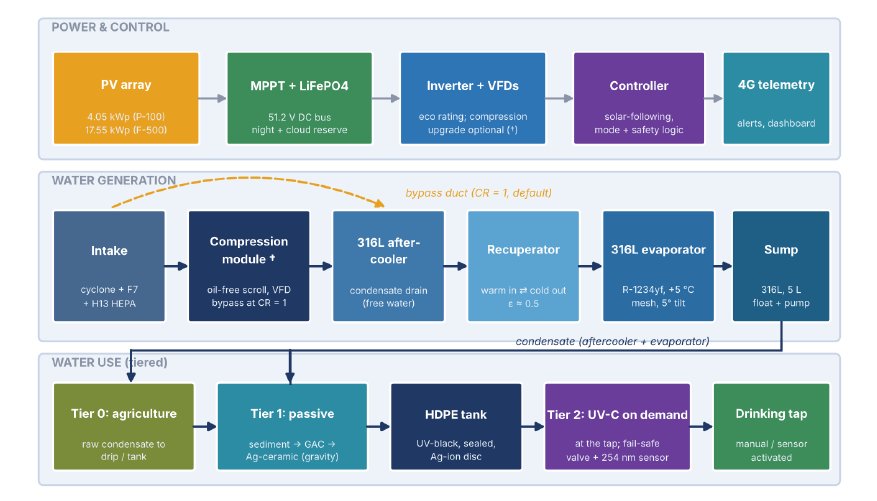 POWER & CONTROL
PV array
4.05 kWp (P-100)
17.55 kWp (F-500)
MPPT + LiFePO4
51.2 V DC bus
night + cloud reserve
Inverter + VFDs
eco rating; compression
upgrade optional (†)
Controller
solar-following,
mode + safety logic
4G telemetry
alerts, dashboard
WATER GENERATION
bypass duct (CR = 1, default)
Intake
cyclone + F7
+ H13 HEPA
Compression
module †
oil-free scroll, VFD
bypass at CR = 1
316L after-
cooler
condensate drain
(free water)
Recuperator
warm in ⇄ cold out
ε ≈ 0.5
316L evaporator
R-1234yf, +5 °C
mesh, 5° tilt
Sump
316L, 5 L
float + pump
condensate (aftercooler + evaporator)
WATER USE (tiered)
Tier 0: agriculture
raw condensate to
drip / tank
Tier 1: passive
sediment → GAC →
Ag-ceramic (gravity)
HDPE tank
UV-black, sealed,
Ag-ion disc
Tier 2: UV-C on demand
at the tap; fail-safe
valve + 254 nm sensor
Drinking tap
manual / sensor
activated